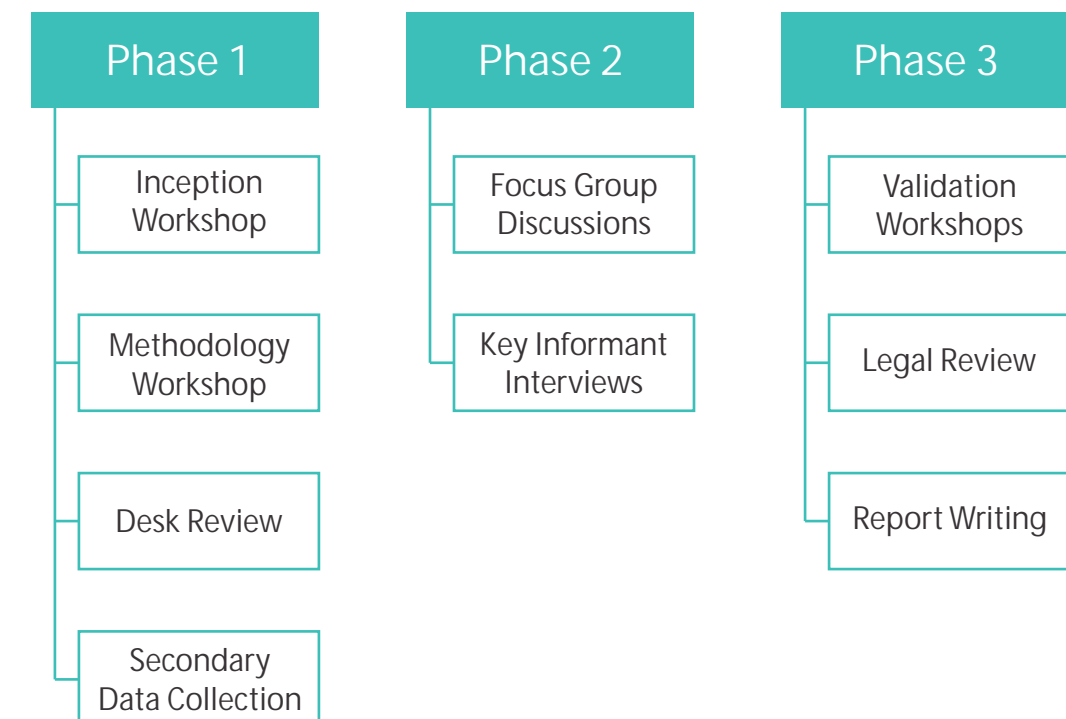 Phase 1
Inception
Workshop
Methodology
Workshop
Desk Review
Secondary
Data Collection
Phase 2
Focus Group
Discussions
Key Informant
Interviews
Phase 3
Validation
Workshops
Legal Review
Report Writing